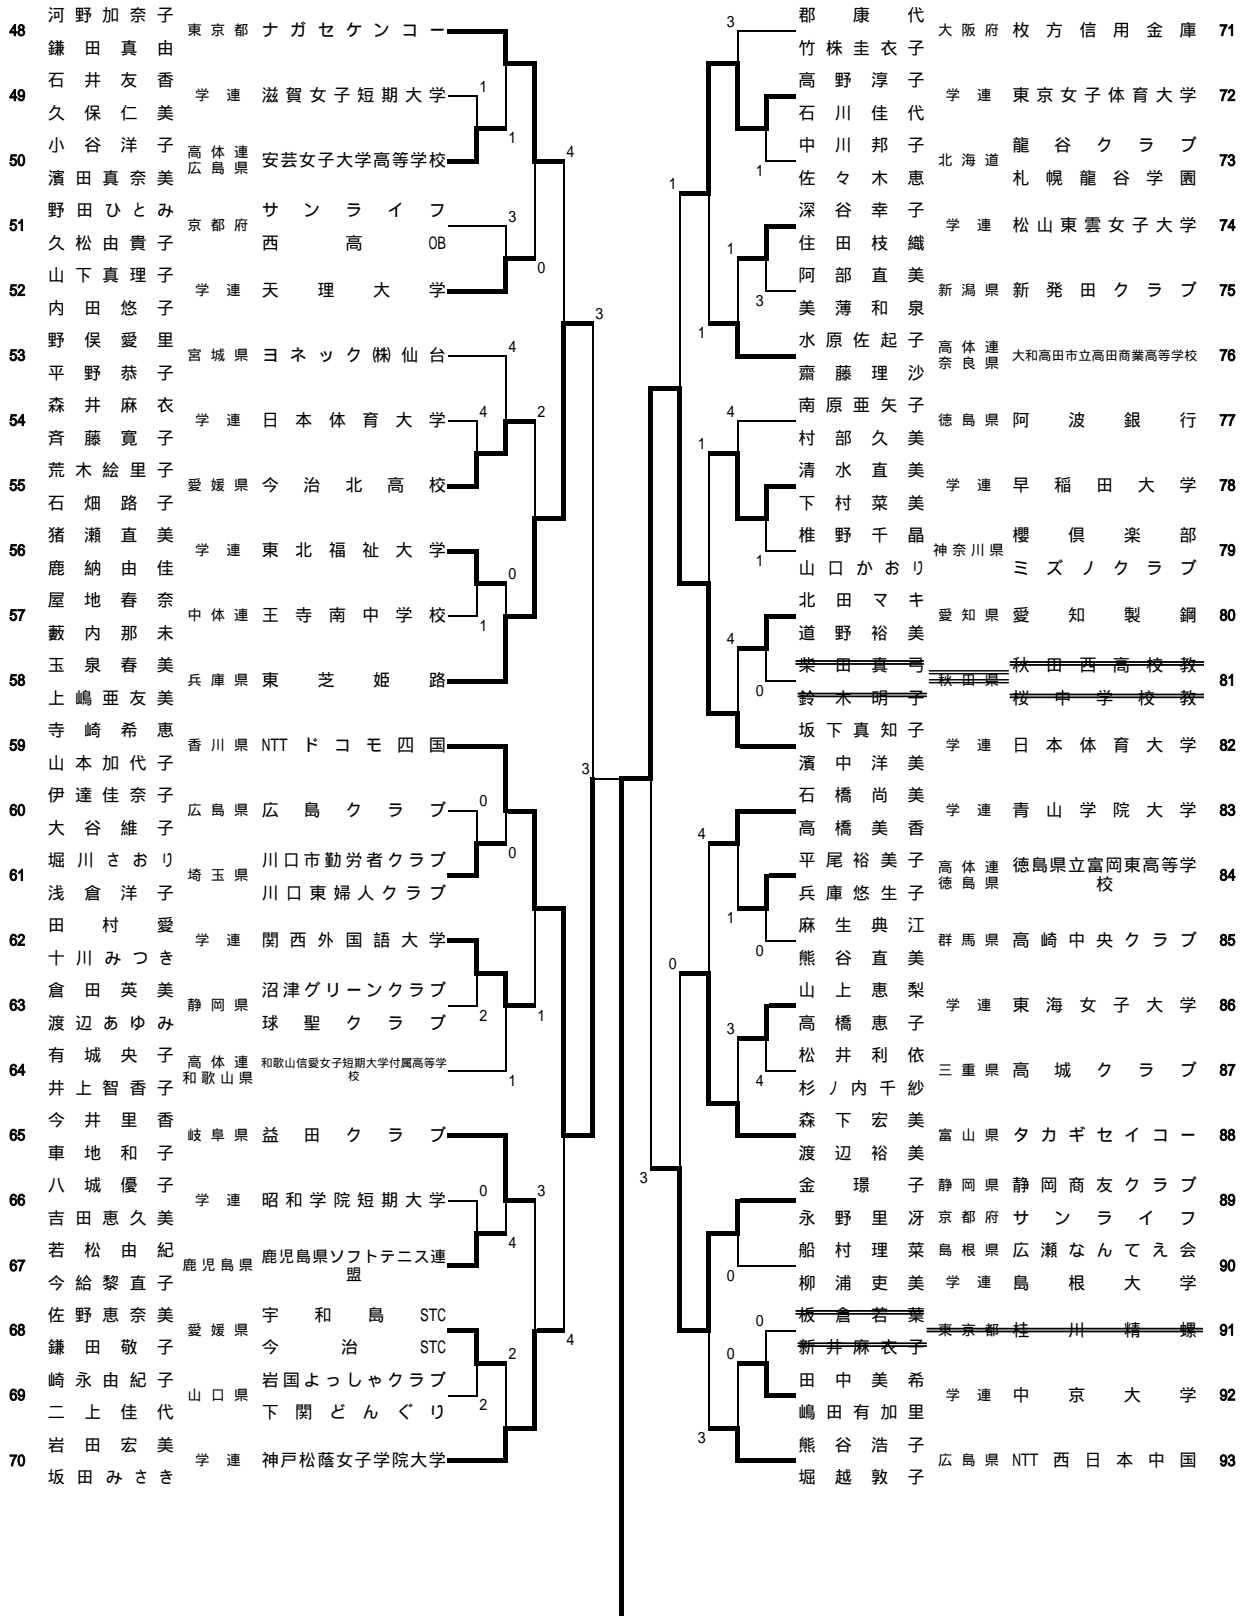 河野加奈子
48 東京都 ナガセケンコー
鎌田真由
石井友香
49 学連 滋賀女子短期大学 1
久保仁美
1
小谷洋子
50 高体連 広島県 安芸女子大学高等学校 4
濱田真奈美
野田ひとみ サンライフ
51 京都府 3
久松由貴子 西高OB
0
山下真理子
52 学連 天理大学
内田悠子
3
野俣愛里
53 宮城県 ヨネック㈱仙台 4
平野恭子
森井麻衣
54 学連 日本体育大学 4 2
斉藤寛子
荒木絵里子
55 愛媛県 今治北高校
石畑路子
猪瀬直美
56 学連 東北福祉大学
鹿納由佳
0
屋地春奈
57 中体連 王寺南中学校
藪内那未
1
玉泉春美
58 兵庫県 東芝姫路
上嶋亜友美
寺崎希恵
59 香川県 NTTドコモ四国
山本加代子
3
伊達佳奈子
60 広島県 広島クラブ 0
大谷維子
0
堀川さおり 川口市勤労者クラブ
61 埼玉県
浅倉洋子 川口東婦人クラブ
田村愛
62 学連 関西外国語大学
十川みつき
倉田英美 沼津グリーンクラブ
63 静岡県 2 1
渡辺あゆみ 球聖クラブ
有城央子
64 高体連 和歌山県 和歌山信愛女子短期大学付属高等学校 1
井上智香子
今井里香
65 岐阜県 益田クラブ
車地和子
八城優子
66 学連 昭和学院短期大学 0 3
吉田恵久美
4
若松由紀
67 鹿児島県 鹿児島県ソフトテニス連盟
今給黎直子
佐野恵奈美 宇和島STC
68 愛媛県 4
鎌田敬子 今治STC
2
崎永由紀子 岩国よっしゃクラブ
69 山口県 2
二上佳代 下関どんぐり
岩田宏美
70 学連 神戸松蔭女子学院大学
坂田みさき
郡康代
3 大阪府 枚方信用金庫 71
竹株圭衣子
高野淳子
学連 東京女子体育大学 72
石川佳代
中川邦子 龍谷クラブ
1 北海道 73
佐々木恵 札幌龍谷学園
1
深谷幸子
学連 松山東雲女子大学 74
住田枝織
1
阿部直美
3 新潟県 新発田クラブ 75
美薄和泉
1
水原佐起子
高体連 奈良県 大和高田市立高田商業高等学校 76
齋藤理沙
南原亜矢子
4 徳島県 阿波銀行 77
村部久美
1
清水直美
学連 早稲田大学 78
下村菜美
椎野千晶 櫻倶楽部
1 神奈川県 79
山口かおり ミズノクラブ
北田マキ
愛知県 愛知製鋼 80
道野裕美
4
柴田真弓 秋田西高校教
0 秋田県 81
鈴木明子 桜中学校教
坂下真知子
学連 日本体育大学 82
濱中洋美
石橋尚美
学連 青山学院大学 83
高橋美香
4
平尾裕美子
高体連 徳島県 徳島県立富岡東高等学校 84
兵庫悠生子
1
麻生典江
0 群馬県 高崎中央クラブ 85
熊谷直美
0
山上恵梨
学連 東海女子大学 86
高橋恵子
3
松井利依
4 三重県 高城クラブ 87
杉ノ内千紗
森下宏美
富山県 タカギセイコー 88
渡辺裕美
3
金璟子 静岡県 静岡商友クラブ
89
永野里冴 京都府 サンライフ
船村理菜 島根県 広瀬なんてえ会
0 90
柳浦吏美 学連 島根大学
板倉若葉
0 東京都 桂川精螺 91
新井麻衣子
0
田中美希
学連 中京大学 92
嶋田有加里
3
熊谷浩子
広島県 NTT西日本中国 93
堀越敦子